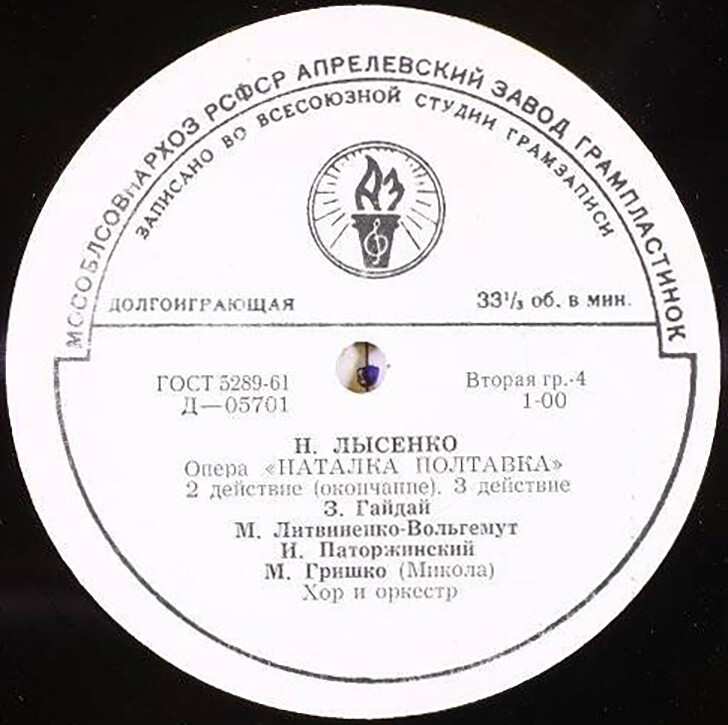 МОСОБЛСОВНАРХОЗ РСФСР АПРЕЛЕВСКИЙ ЗАВОД ГРАМПЛАСТИНОК
ЗАПИСАНО ВО ВСЕСОЮЗНОЙ СТУДИИ ГРАМЗАПИСИ
АЗ
ДОЛГОИГРАЮЩАЯ 33⅓ об. в мин.
ГОСТ 5289-61 Вторая гр.-4
Д—05701 1-00
Н. ЛЫСЕНКО
Опера «НАТАЛКА ПОЛТАВКА»
2 действие (окончание). 3 действие
З. Гайдай
М. Литвиненко-Вольгемут
И. Паторжинский
М. Гришко (Микола)
Хор и оркестр